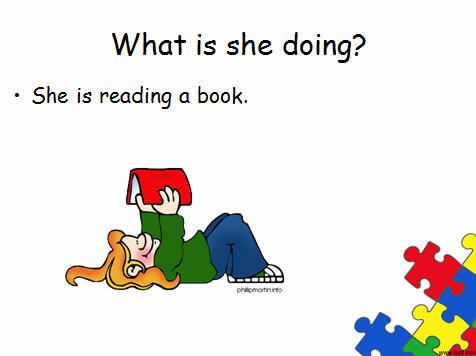 What is she doing?
• She is reading a book.
phillipmartin.info